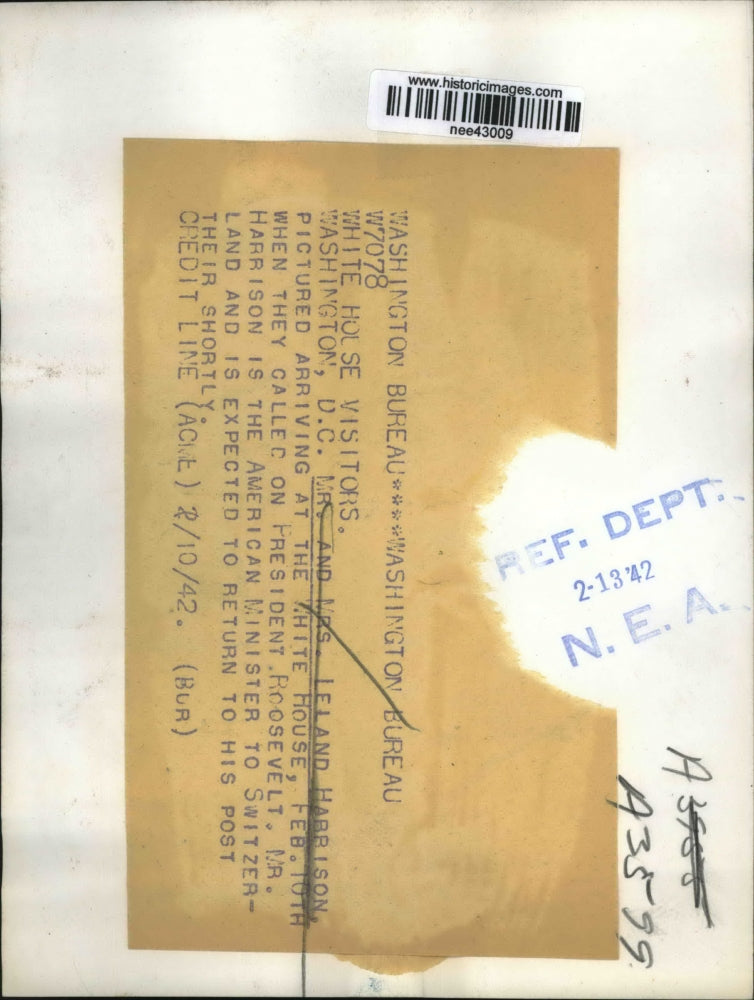 www.historicimages.com
nee43009
WASHINGTON BUREAU****WASHINGTON BUREAU
W7078
WHITE HOUSE VISITORS.
WASHINGTON, D.C. MR. AND MRS. LELAND HARRISON,
PICTURED ARRIVING AT THE WHITE HOUSE, FEB. 10TH
WHEN THEY CALLED ON PRESIDENT ROOSEVELT. MR.
HARRISON IS THE AMERICAN MINISTER TO SWITZER-
LAND AND IS EXPECTED TO RETURN TO HIS POST
THEIR SHORTLY.
CREDIT LINE (ACME) 2/10/42. (BUR)
REF. DEPT.
2-13'42
N. E. A.
A3599